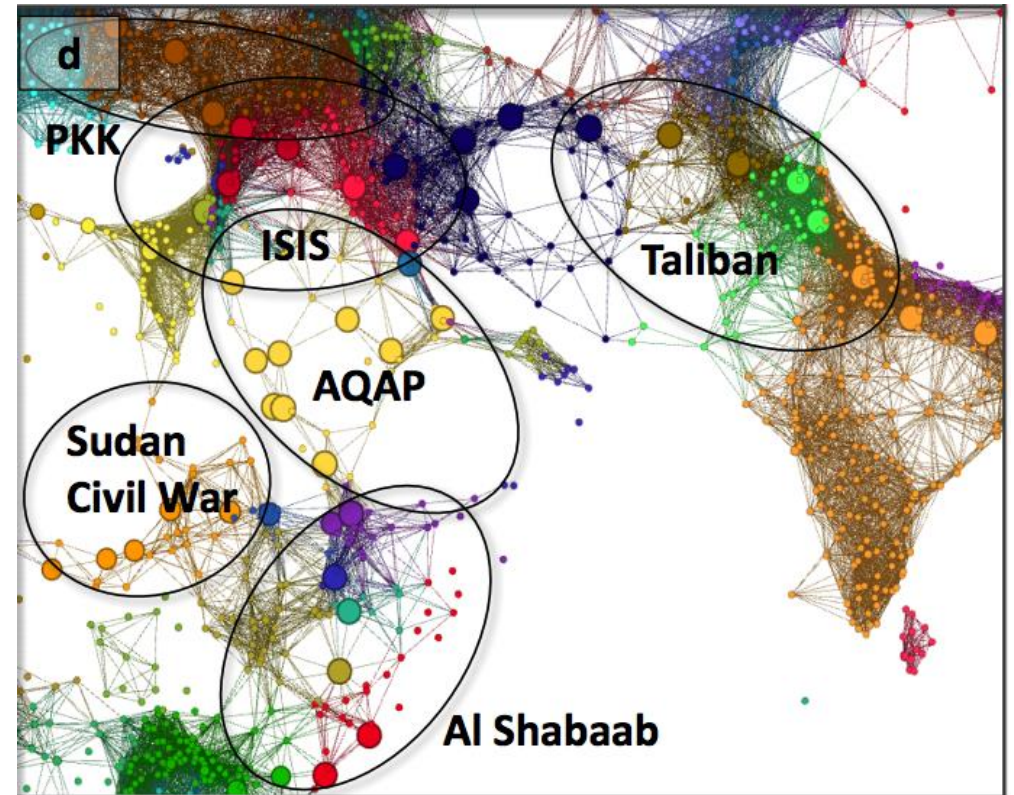 d
PKK
ISIS
Taliban
AQAP
Sudan
Civil War
Al Shabaab